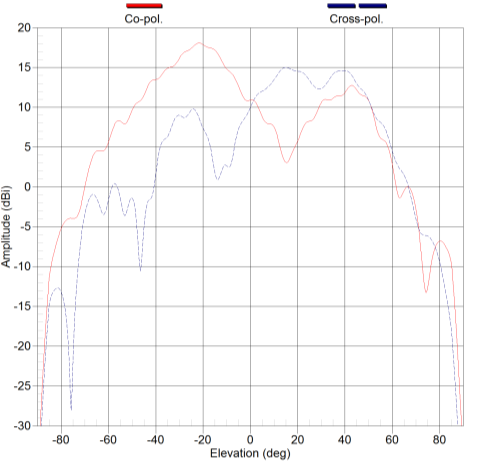 Co-pol. Cross-pol.
20
15
10
5
0
-5
-10
-15
-20
-25
-30
Amplitude (dBi)
-80 -60 -40 -20 0 20 40 60 80
Elevation (deg)